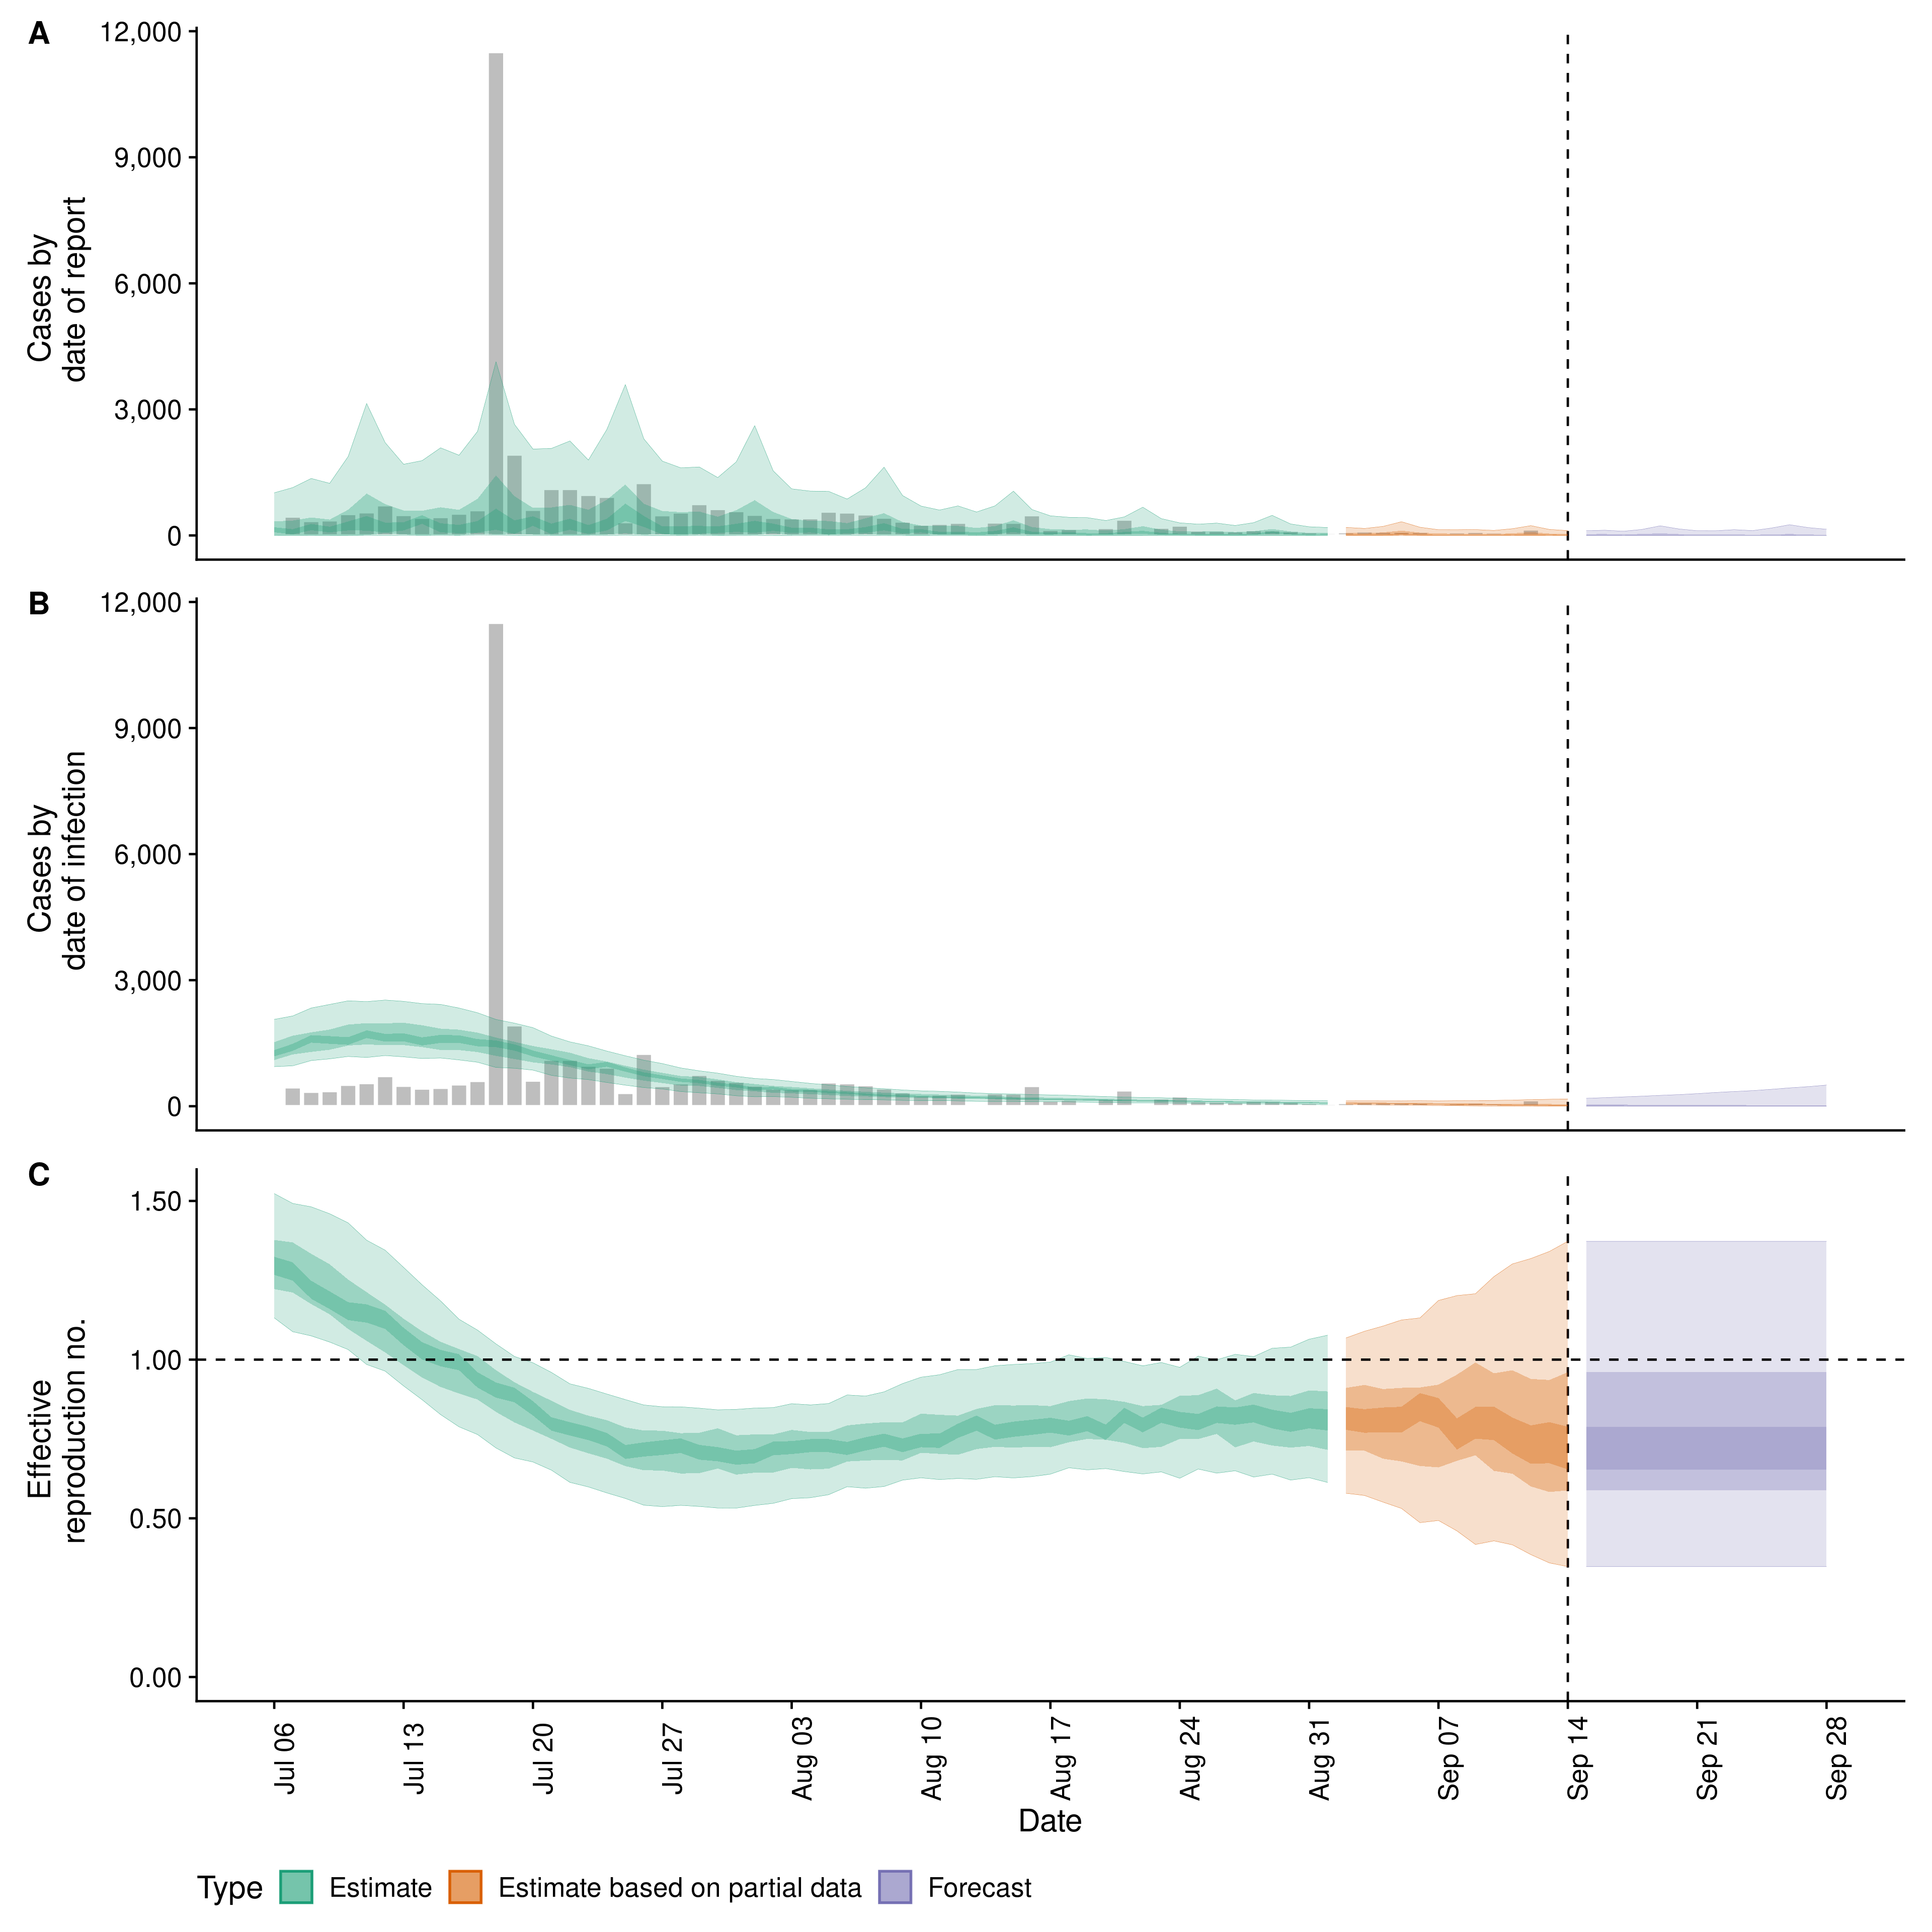 A
12,000
9,000
6,000
3,000
0
Cases by
date of report
B
12,000
9,000
6,000
3,000
0
Cases by
date of infection
C
1.50
1.00
0.50
0.00
Effective
reproduction no.
Jul 06
Jul 13
Jul 20
Jul 27
Aug 03
Aug 10
Aug 17
Aug 24
Aug 31
Sep 07
Sep 14
Sep 21
Sep 28
Date
Type Estimate Estimate based on partial data Forecast